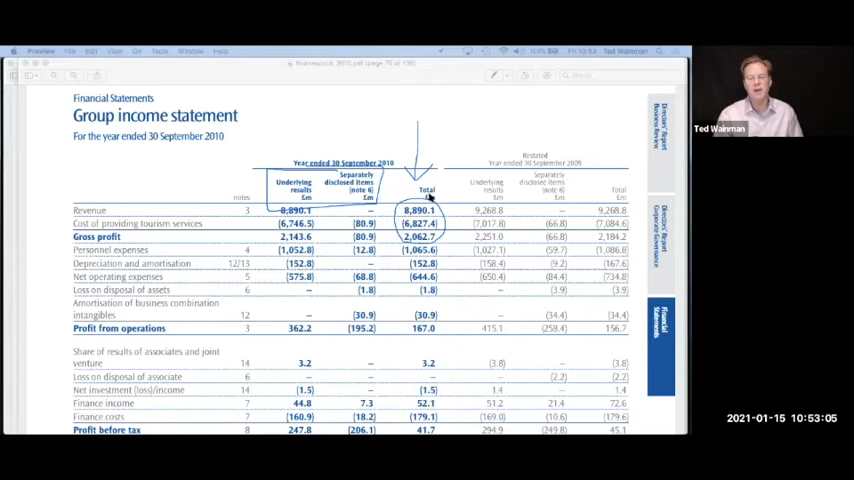 Preview File Edit View Go Tools Window Help
100% Fri 10:53 Ted Wainman
Financial Statements
Group income statement
For the year ended 30 September 2010
Year ended 30 September 2010
Restated
Year ended 30 September 2009
notes Underlying results £m Separately disclosed items (note 6) £m Total Underlying results £m Separately disclosed items (note 6) £m Total £m
Revenue 3 8,890.1 – 8,890.1 9,268.8 – 9,268.8
Cost of providing tourism services (6,746.5) (80.9) (6,827.4) (7,017.8) (66.8) (7,084.6)
Gross profit 2,143.6 (80.9) 2,062.7 2,251.0 (66.8) 2,184.2
Personnel expenses 4 (1,052.8) (12.8) (1,065.6) (1,027.1) (59.7) (1,086.8)
Depreciation and amortisation 12/13 (152.8) – (152.8) (158.4) (9.2) (167.6)
Net operating expenses 5 (575.8) (68.8) (644.6) (650.4) (84.4) (734.8)
Loss on disposal of assets 6 – (1.8) (1.8) – (3.9) (3.9)
Amortisation of business combination
intangibles 12 – (30.9) (30.9) – (34.4) (34.4)
Profit from operations 3 362.2 (195.2) 167.0 415.1 (258.4) 156.7
Share of results of associates and joint
venture 14 3.2 – 3.2 (3.8) – (3.8)
Loss on disposal of associate 6 – – – – (2.2) (2.2)
Net investment (loss)/income 14 (1.5) – (1.5) 1.4 – 1.4
Finance income 7 44.8 7.3 52.1 51.2 21.4 72.6
Finance costs 7 (160.9) (18.2) (179.1) (169.0) (10.6) (179.6)
Profit before tax 8 247.8 (206.1) 41.7 294.9 (249.8) 45.1
Directors' Report
Business Review
Directors' Report
Corporate Governance
Financial
Statements
Ted Wainman
2021-01-15 10:53:05